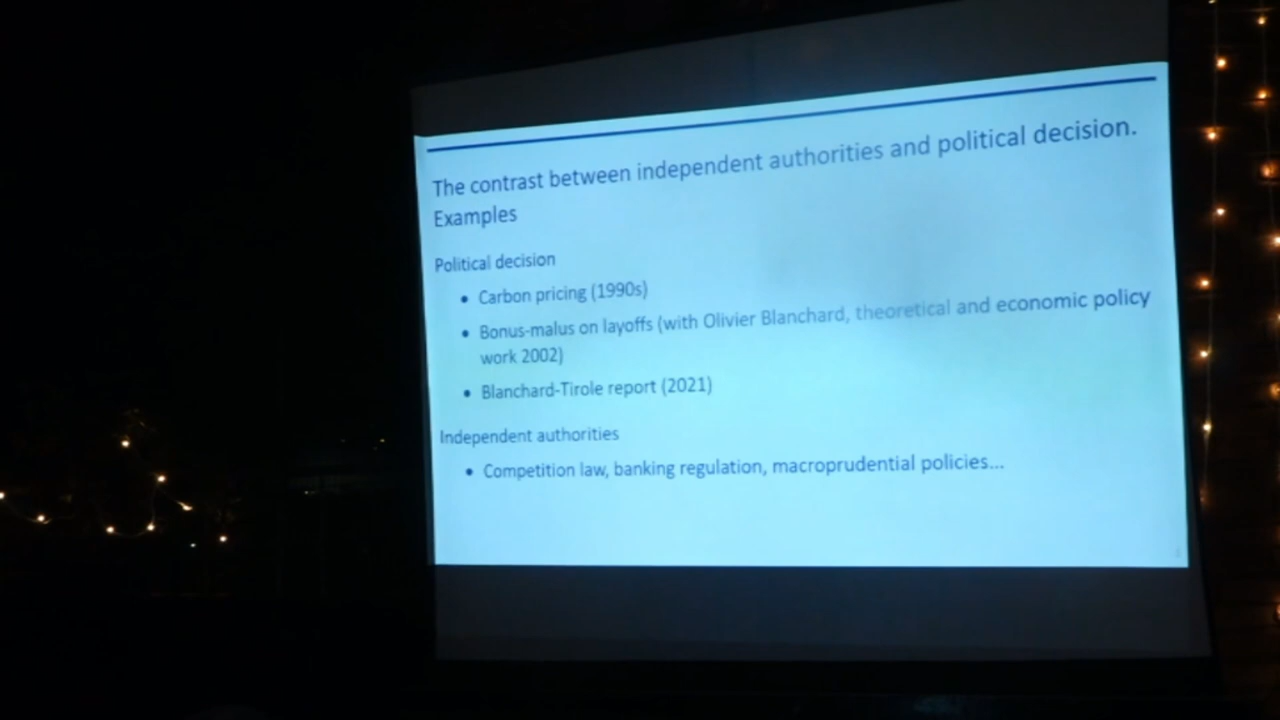 The contrast between independent authorities and political decision.
Examples
Political decision
• Carbon pricing (1990s)
• Bonus-malus on layoffs (with Olivier Blanchard, theoretical and economic policy
work 2002)
• Blanchard-Tirole report (2021)
Independent authorities
• Competition law, banking regulation, macroprudential policies...